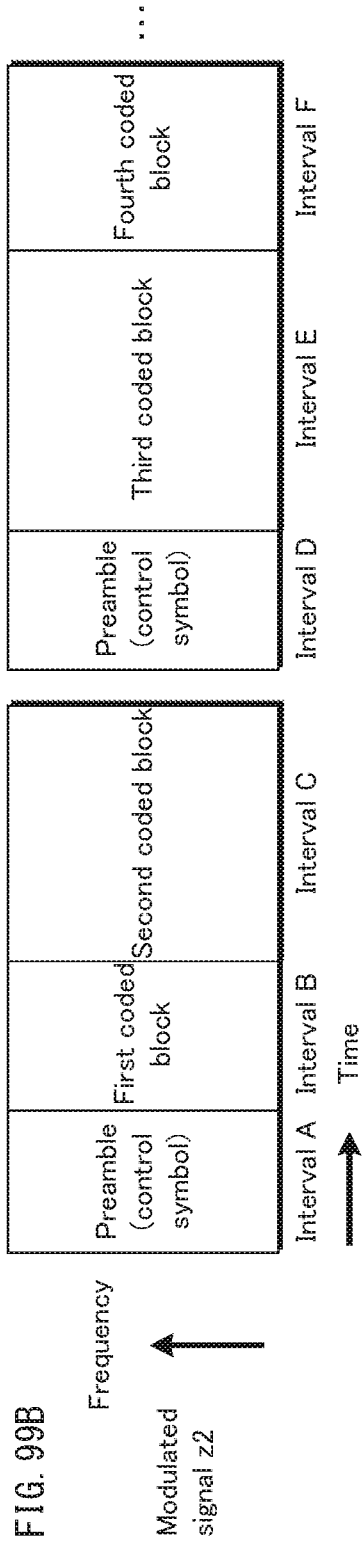 FIG. 99B
Modulated
signal z2
Frequency
Preamble
(control
symbol)
First coded
block
Second coded block
Preamble
(control
symbol)
Third coded block
Fourth coded
block
...
Interval A
Interval B
Interval C
Interval D
Interval E
Interval F
Time